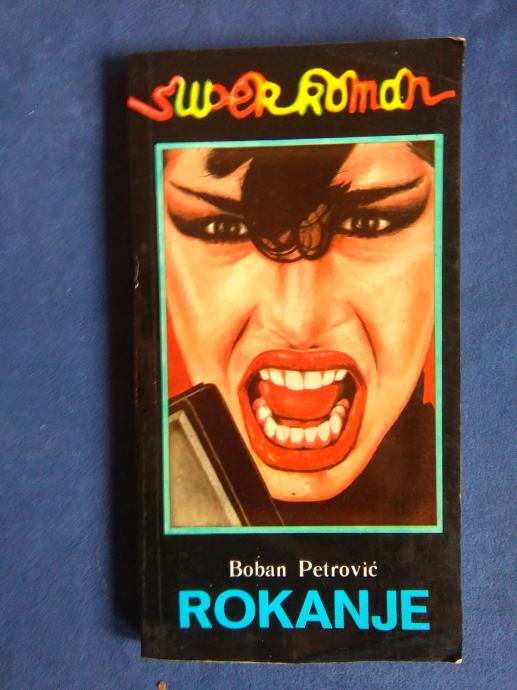 super roman
Boban Petrović
ROKANJE